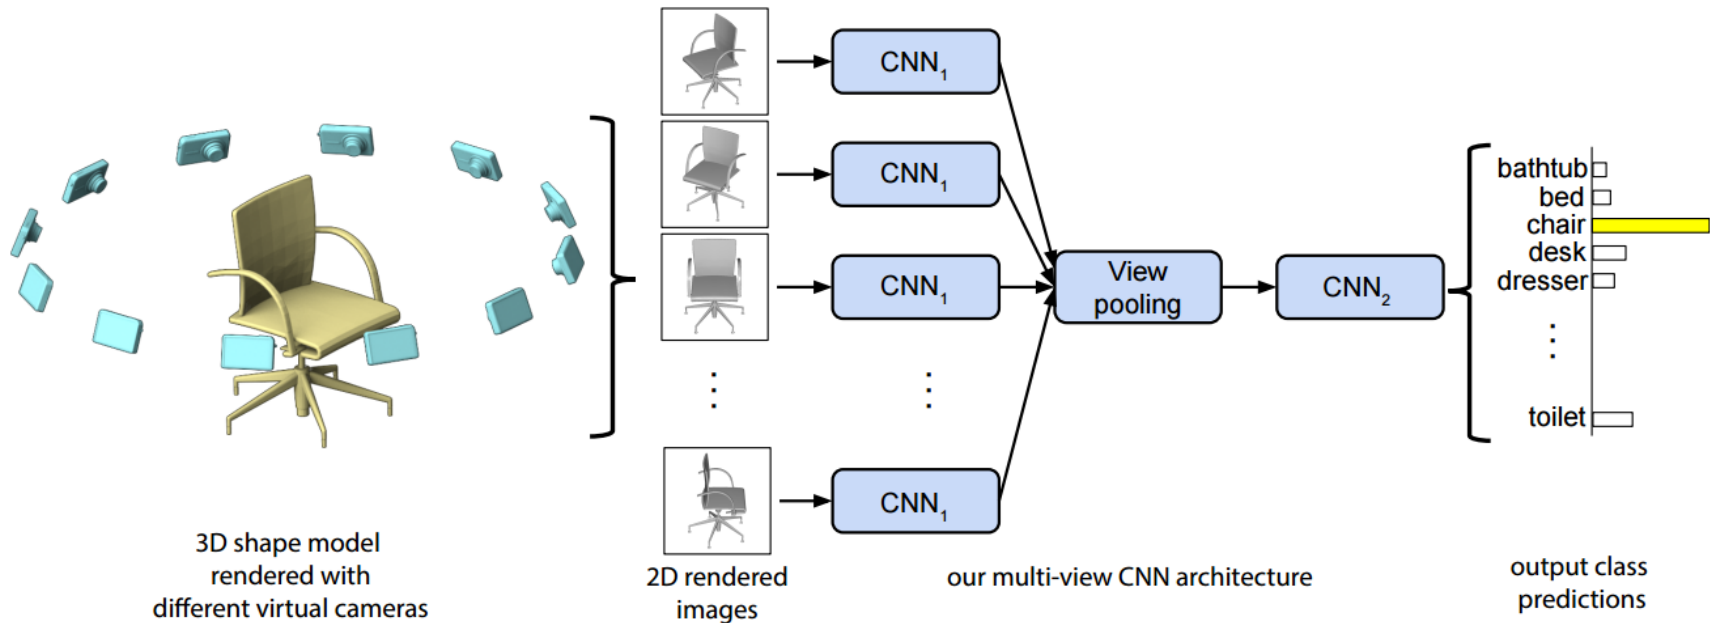 CNN₁
CNN₁
CNN₁
CNN₁
View
pooling
CNN₂
bathtub
bed
chair
desk
dresser
toilet
3D shape model
rendered with
different virtual cameras
2D rendered
images
our multi-view CNN architecture
output class
predictions